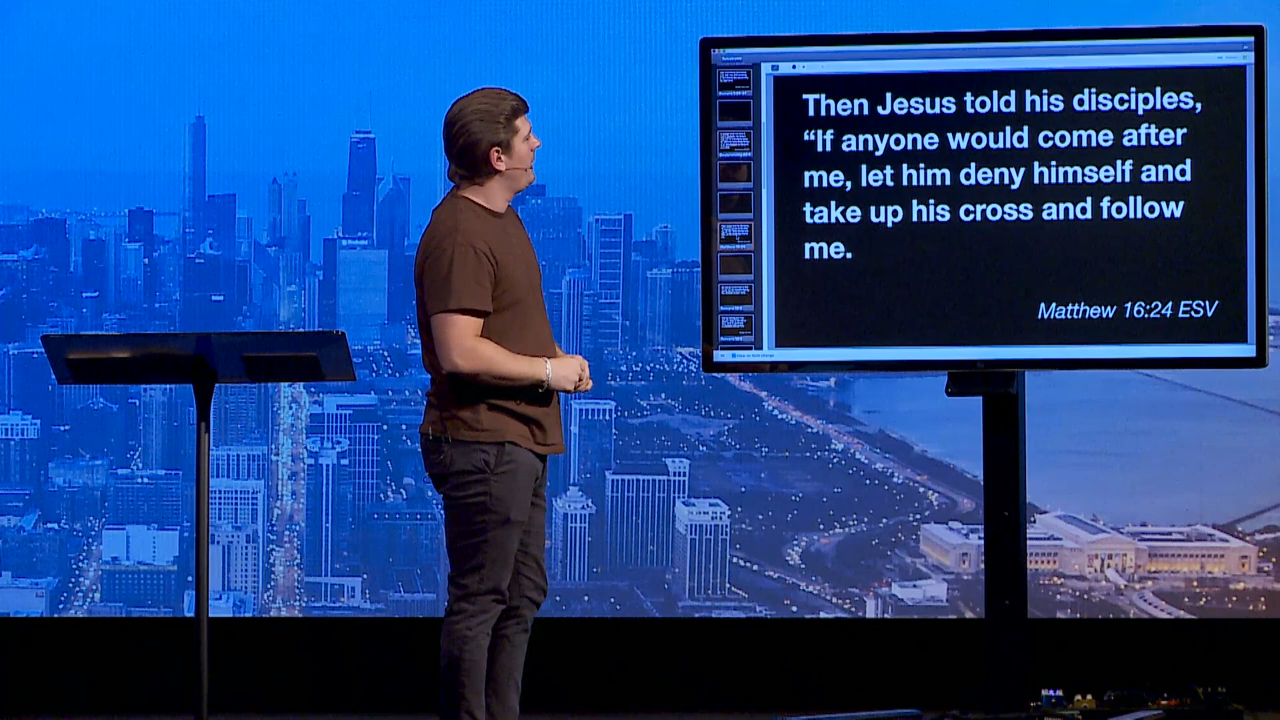 Then Jesus told his disciples,
“If anyone would come after
me, let him deny himself and
take up his cross and follow
me.
Matthew 16:24 ESV